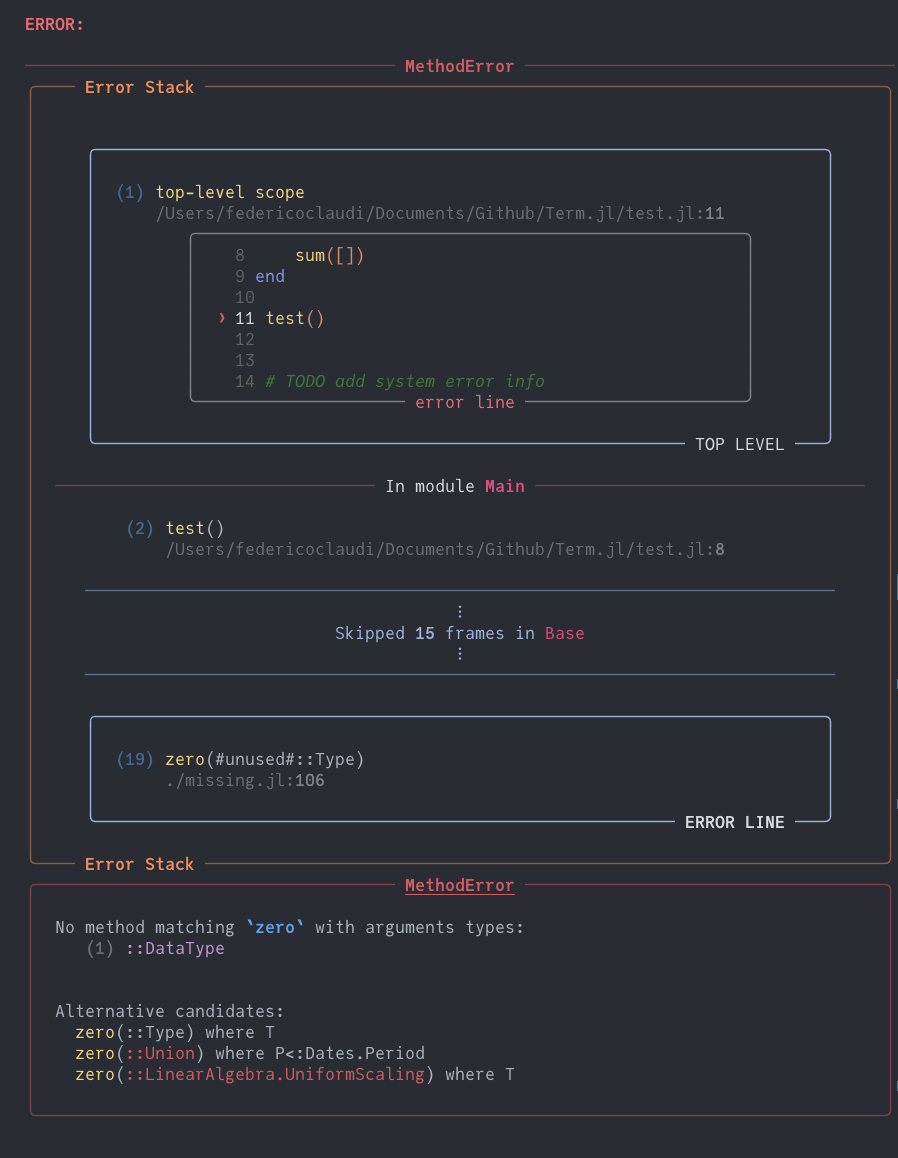 ERROR:
MethodError
Error Stack
(1) top-level scope
/Users/federicoclaudi/Documents/Github/Term.jl/test.jl:11
8     sum([])
9 end
10
❯ 11 test()
12
13
14 # TODO add system error info
error line
TOP LEVEL
In module Main
(2) test()
/Users/federicoclaudi/Documents/Github/Term.jl/test.jl:8
⋮
Skipped 15 frames in Base
⋮
(19) zero(#unused#::Type)
./missing.jl:106
ERROR LINE
Error Stack
MethodError
No method matching `zero` with arguments types:
(1) ::DataType
Alternative candidates:
zero(::Type) where T
zero(::Union) where P<:Dates.Period
zero(::LinearAlgebra.UniformScaling) where T